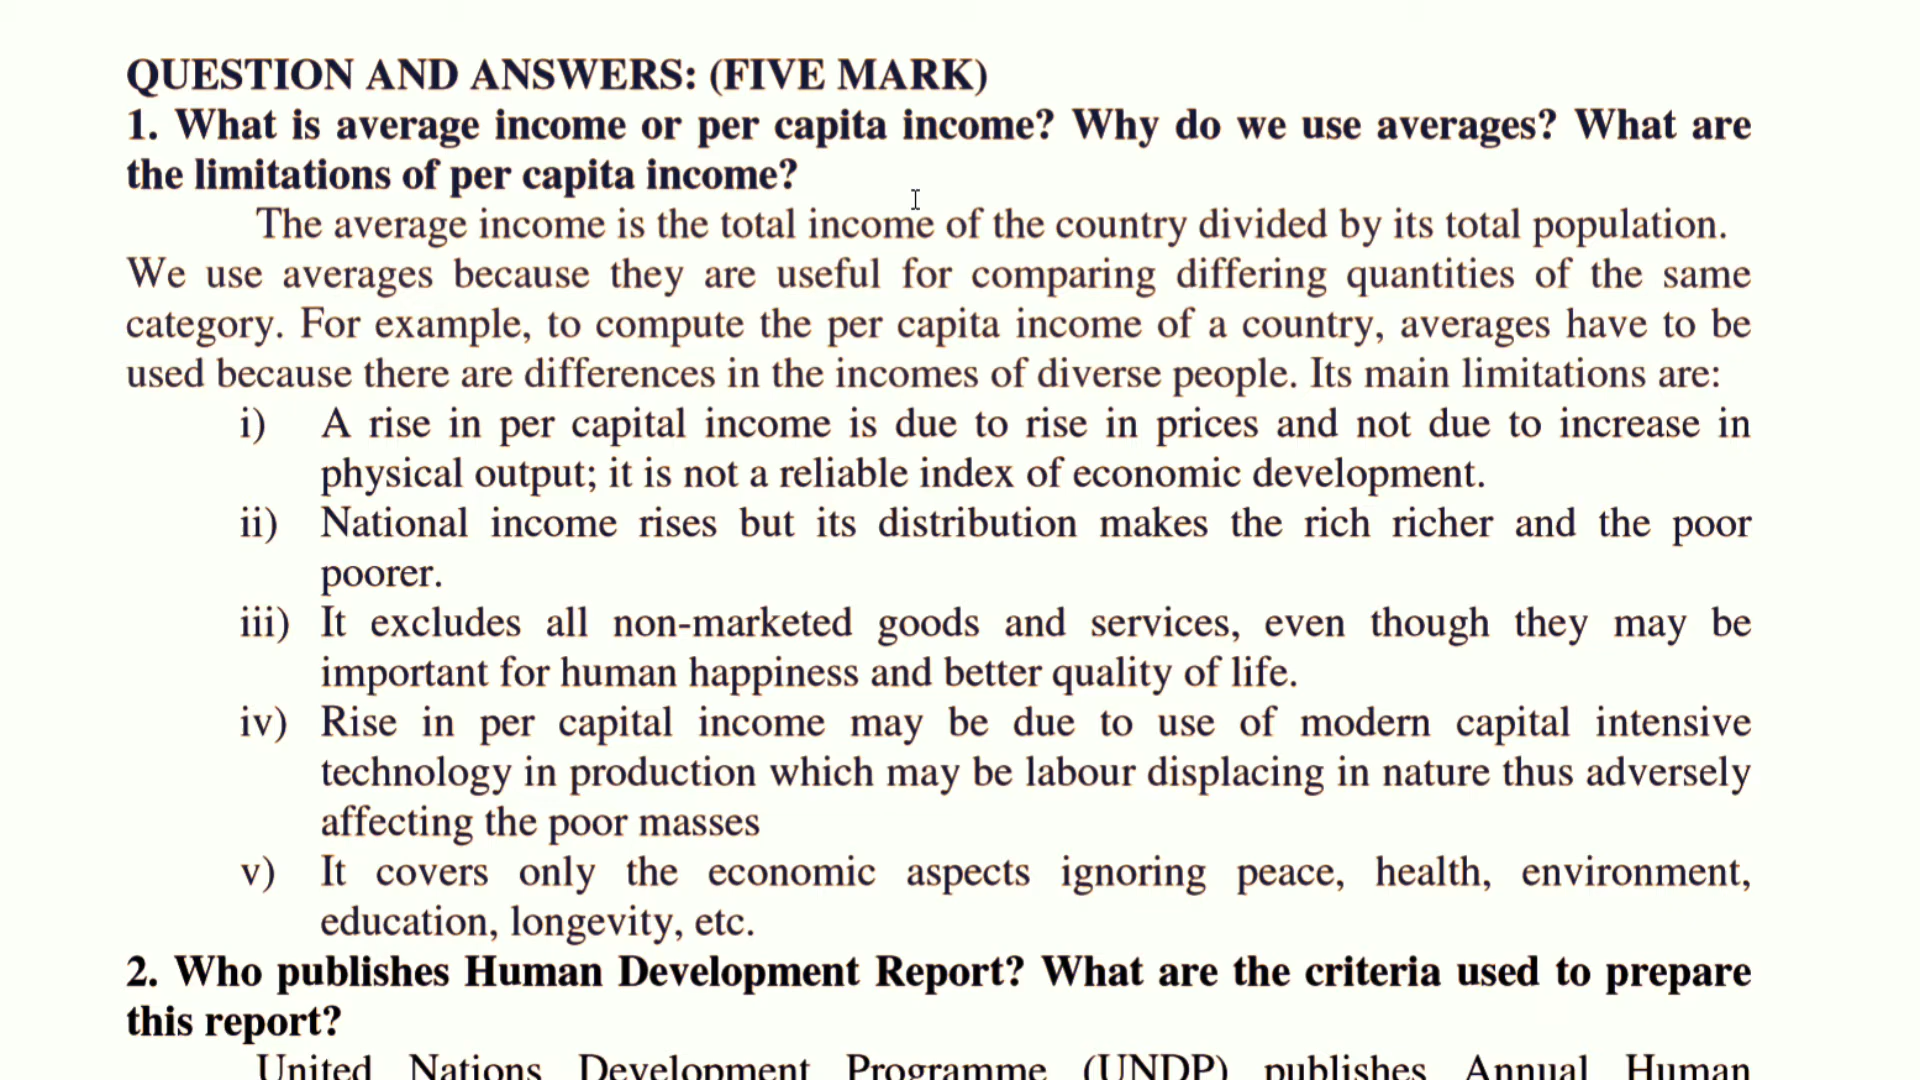 QUESTION AND ANSWERS: (FIVE MARK)
1. What is average income or per capita income? Why do we use averages? What are
the limitations of per capita income?
The average income is the total income of the country divided by its total population.
We use averages because they are useful for comparing differing quantities of the same
category. For example, to compute the per capita income of a country, averages have to be
used because there are differences in the incomes of diverse people. Its main limitations are:
i) A rise in per capital income is due to rise in prices and not due to increase in
physical output; it is not a reliable index of economic development.
ii) National income rises but its distribution makes the rich richer and the poor
poorer.
iii) It excludes all non-marketed goods and services, even though they may be
important for human happiness and better quality of life.
iv) Rise in per capital income may be due to use of modern capital intensive
technology in production which may be labour displacing in nature thus adversely
affecting the poor masses
v) It covers only the economic aspects ignoring peace, health, environment,
education, longevity, etc.
2. Who publishes Human Development Report? What are the criteria used to prepare
this report?
United Nations Development Programme (UNDP) publishes Annual Human